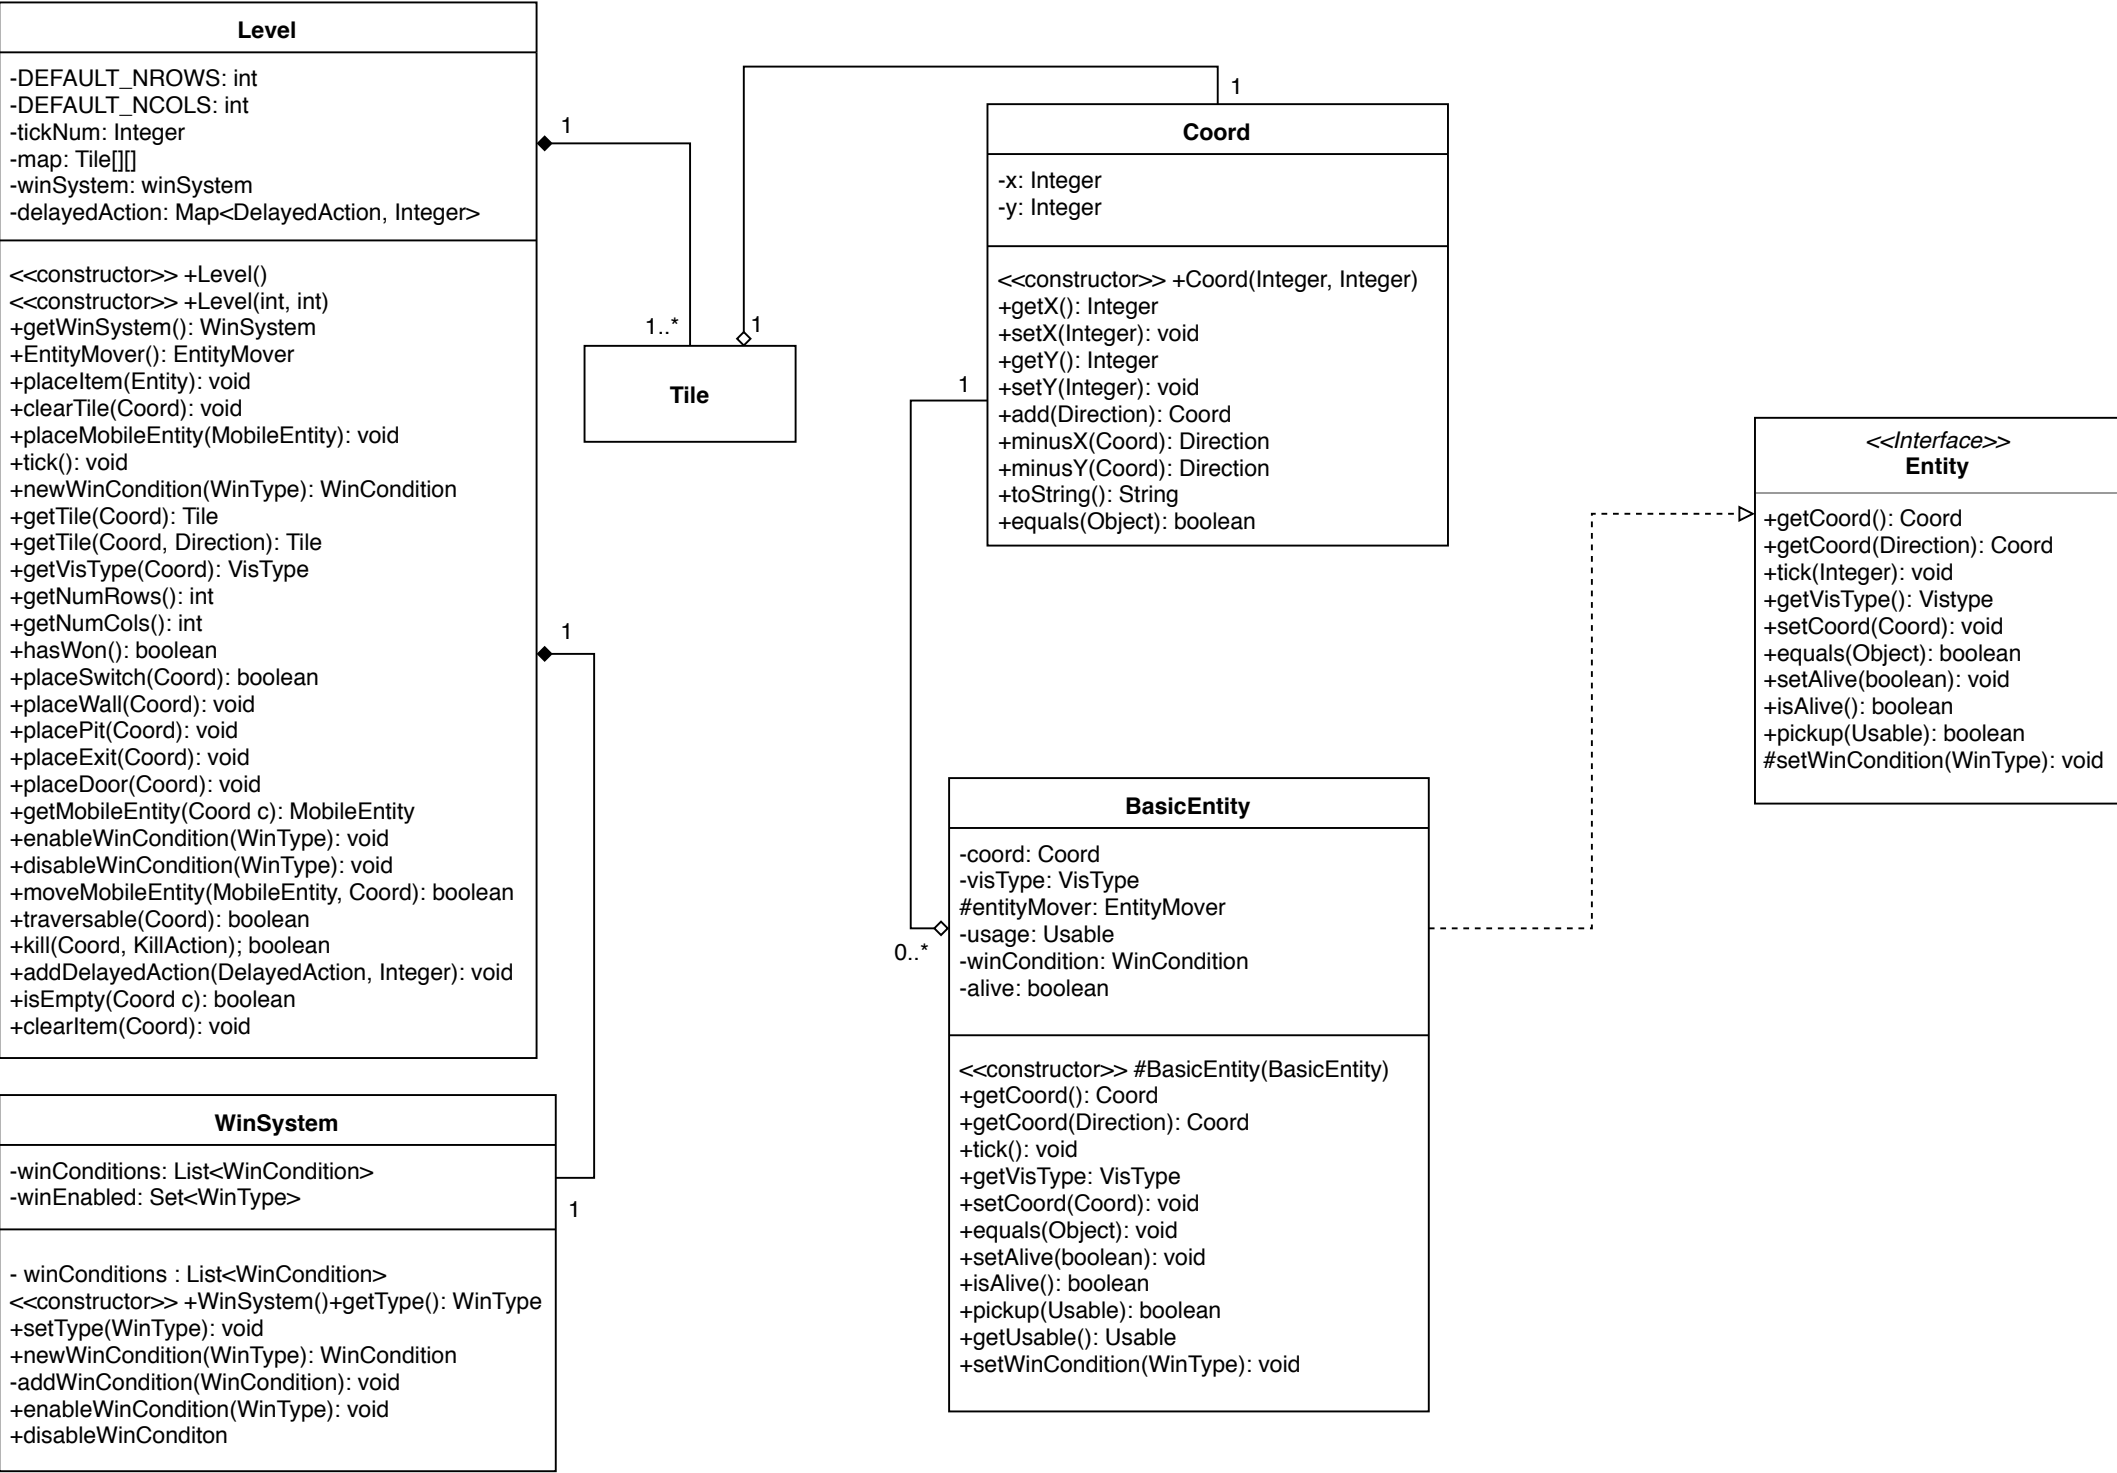 Level
-DEFAULT_NROWS: int
-DEFAULT_NCOLS: int
-tickNum: Integer
-map: Tile[][]
-winSystem: winSystem
-delayedAction: Map<DelayedAction, Integer>
<<constructor>> +Level()
<<constructor>> +Level(int, int)
+getWinSystem(): WinSystem
+EntityMover(): EntityMover
+placeItem(Entity): void
+clearTile(Coord): void
+placeMobileEntity(MobileEntity): void
+tick(): void
+newWinCondition(WinType): WinCondition
+getTile(Coord): Tile
+getTile(Coord, Direction): Tile
+getVisType(Coord): VisType
+getNumRows(): int
+getNumCols(): int
+hasWon(): boolean
+placeSwitch(Coord): boolean
+placeWall(Coord): void
+placePit(Coord): void
+placeExit(Coord): void
+placeDoor(Coord): void
+getMobileEntity(Coord c): MobileEntity
+enableWinCondition(WinType): void
+disableWinCondition(WinType): void
+moveMobileEntity(MobileEntity, Coord): boolean
+traversable(Coord): boolean
+kill(Coord, KillAction); boolean
+addDelayedAction(DelayedAction, Integer): void
+isEmpty(Coord c): boolean
+clearItem(Coord): void
1
1..*
1
1
Tile
1
1
WinSystem
-winConditions: List<WinCondition>
-winEnabled: Set<WinType>
- winConditions : List<WinCondition>
<<constructor>> +WinSystem()+getType(): WinType
+setType(WinType): void
+newWinCondition(WinType): WinCondition
-addWinCondition(WinCondition): void
+enableWinCondition(WinType): void
+disableWinConditon
Coord
-x: Integer
-y: Integer
<<constructor>> +Coord(Integer, Integer)
+getX(): Integer
+setX(Integer): void
+getY(): Integer
+setY(Integer): void
+add(Direction): Coord
+minusX(Coord): Direction
+minusY(Coord): Direction
+toString(): String
+equals(Object): boolean
1
0..*
BasicEntity
-coord: Coord
-visType: VisType
#entityMover: EntityMover
-usage: Usable
-winCondition: WinCondition
-alive: boolean
<<constructor>> #BasicEntity(BasicEntity)
+getCoord(): Coord
+getCoord(Direction): Coord
+tick(): void
+getVisType: VisType
+setCoord(Coord): void
+equals(Object): void
+setAlive(boolean): void
+isAlive(): boolean
+pickup(Usable): boolean
+getUsable(): Usable
+setWinCondition(WinType): void
<<Interface>>
Entity
+getCoord(): Coord
+getCoord(Direction): Coord
+tick(Integer): void
+getVisType(): Vistype
+setCoord(Coord): void
+equals(Object): boolean
+setAlive(boolean): void
+isAlive(): boolean
+pickup(Usable): boolean
#setWinCondition(WinType): void